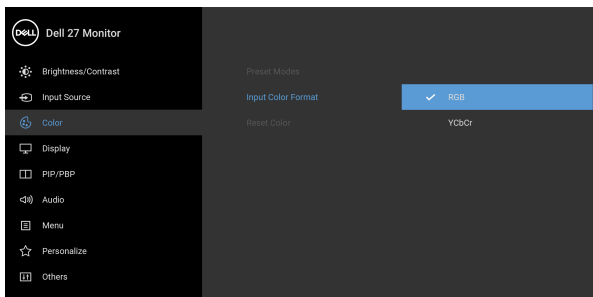 DELL Dell 27 Monitor
Brightness/Contrast Preset Modes
Input Source Input Color Format RGB
Color Reset Color YCbCr
Display
PIP/PBP
Audio
Menu
Personalize
Others